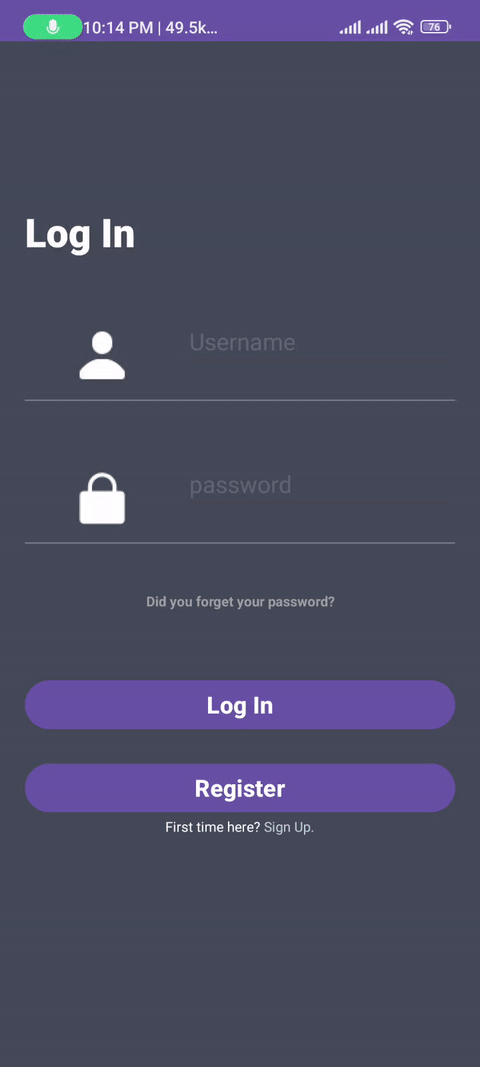 10:14 PM | 49.5k...
76
Log In
Username
password
Did you forget your password?
Log In
Register
First time here? Sign Up.